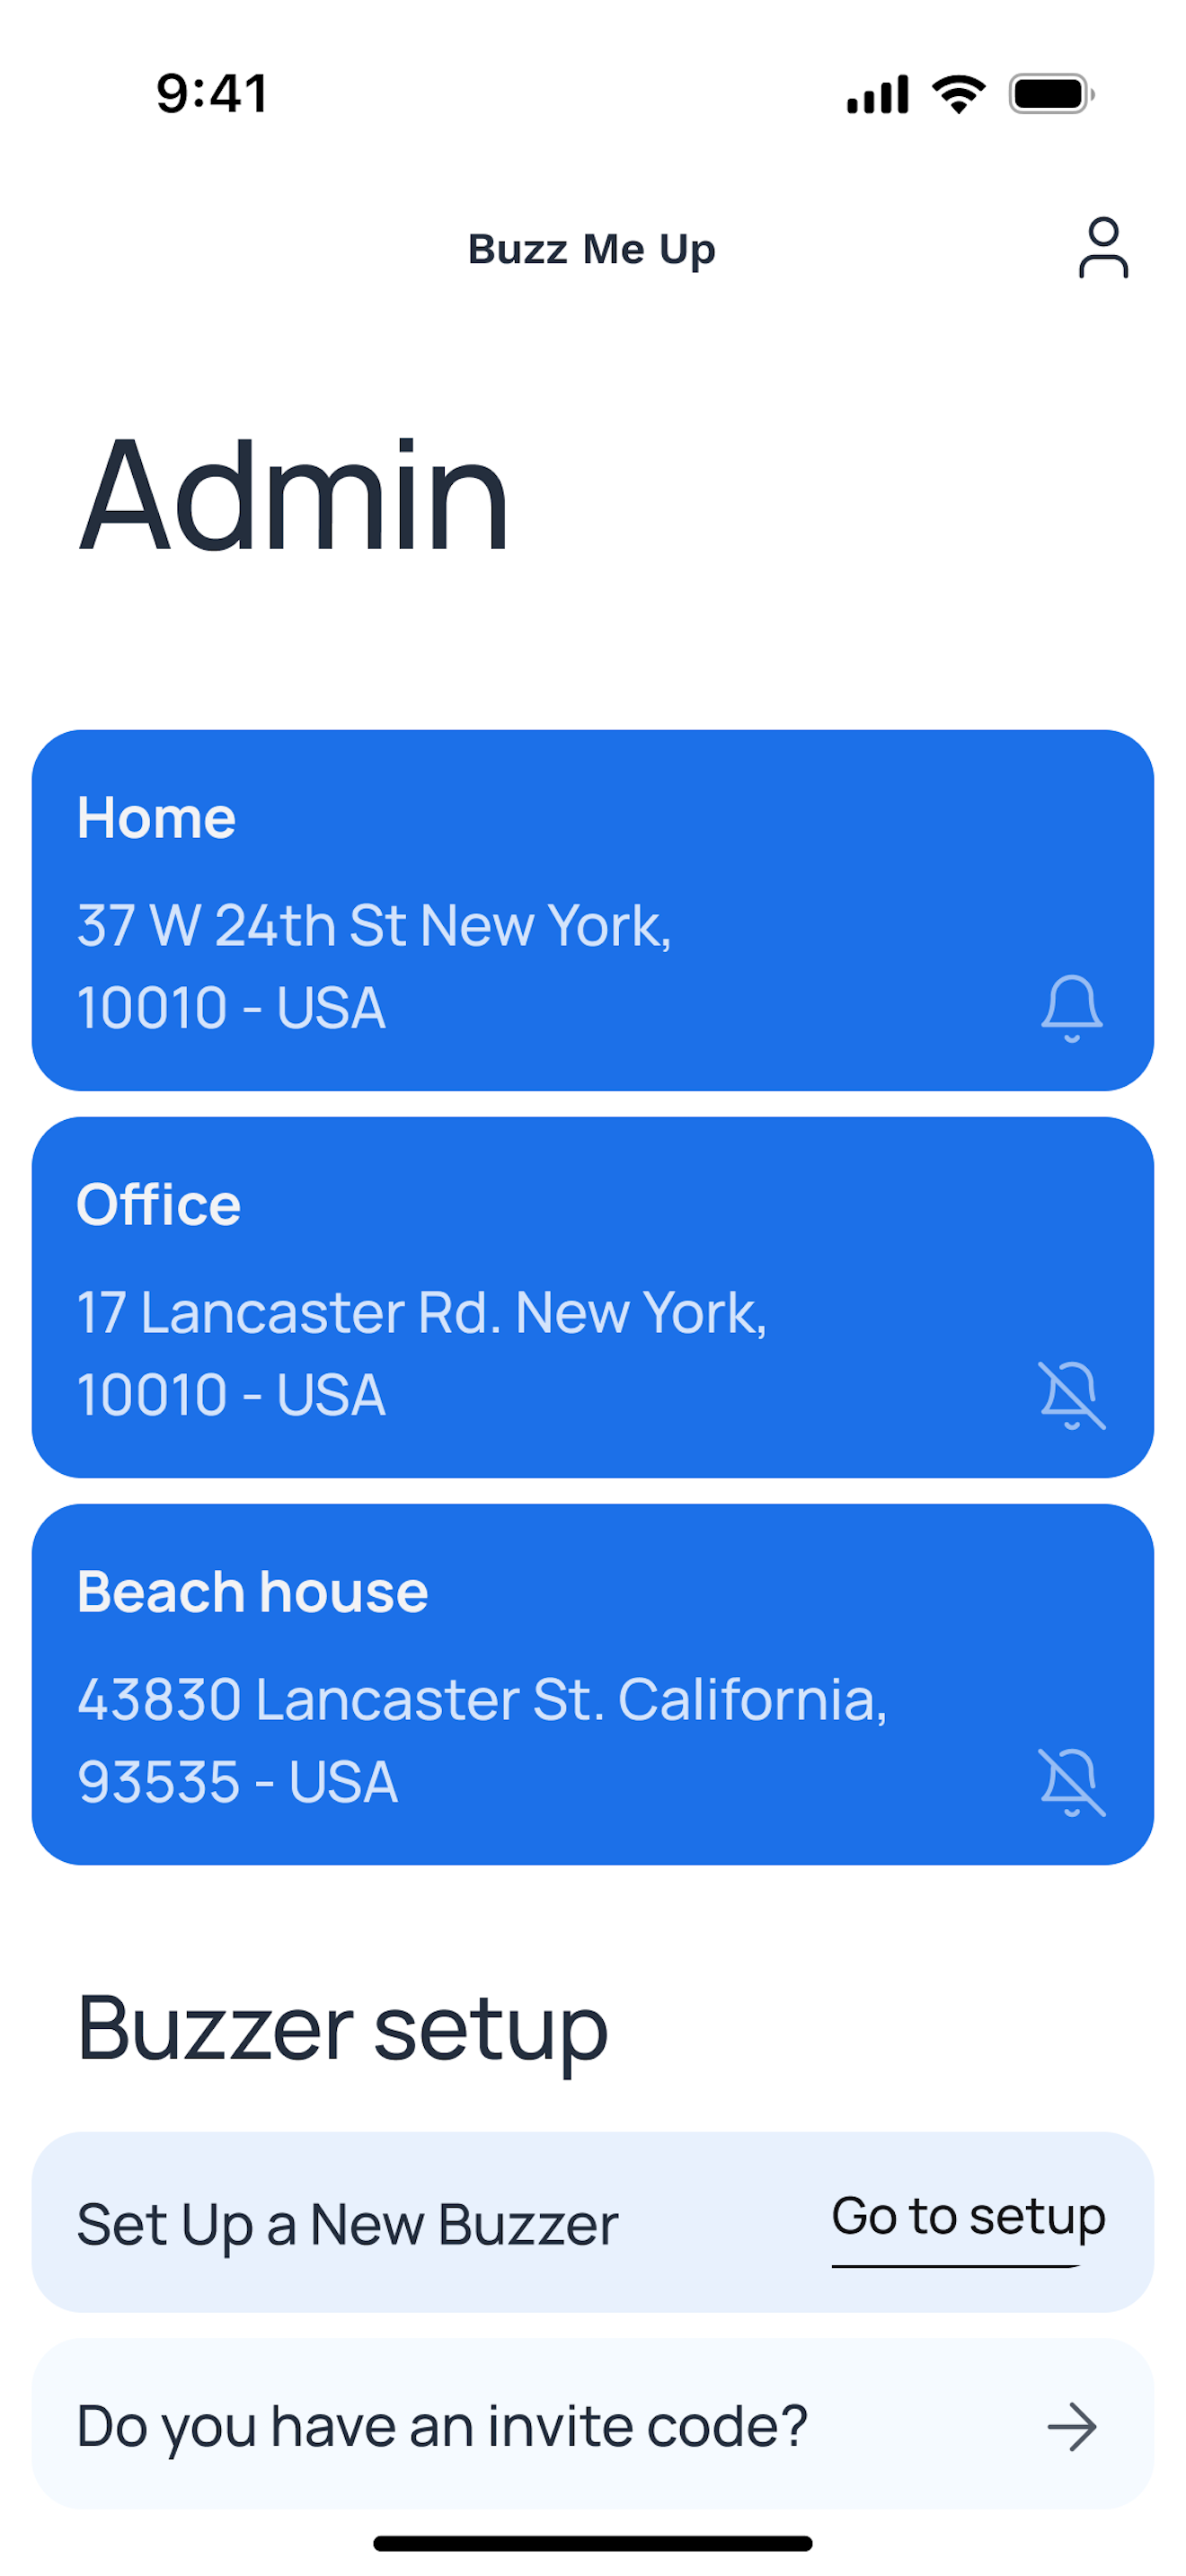 9:41
Buzz Me Up
Admin
Home
37 W 24th St New York,
10010 - USA
Office
17 Lancaster Rd. New York,
10010 - USA
Beach house
43830 Lancaster St. California,
93535 - USA
Buzzer setup
Set Up a New Buzzer
Go to setup
Do you have an invite code?